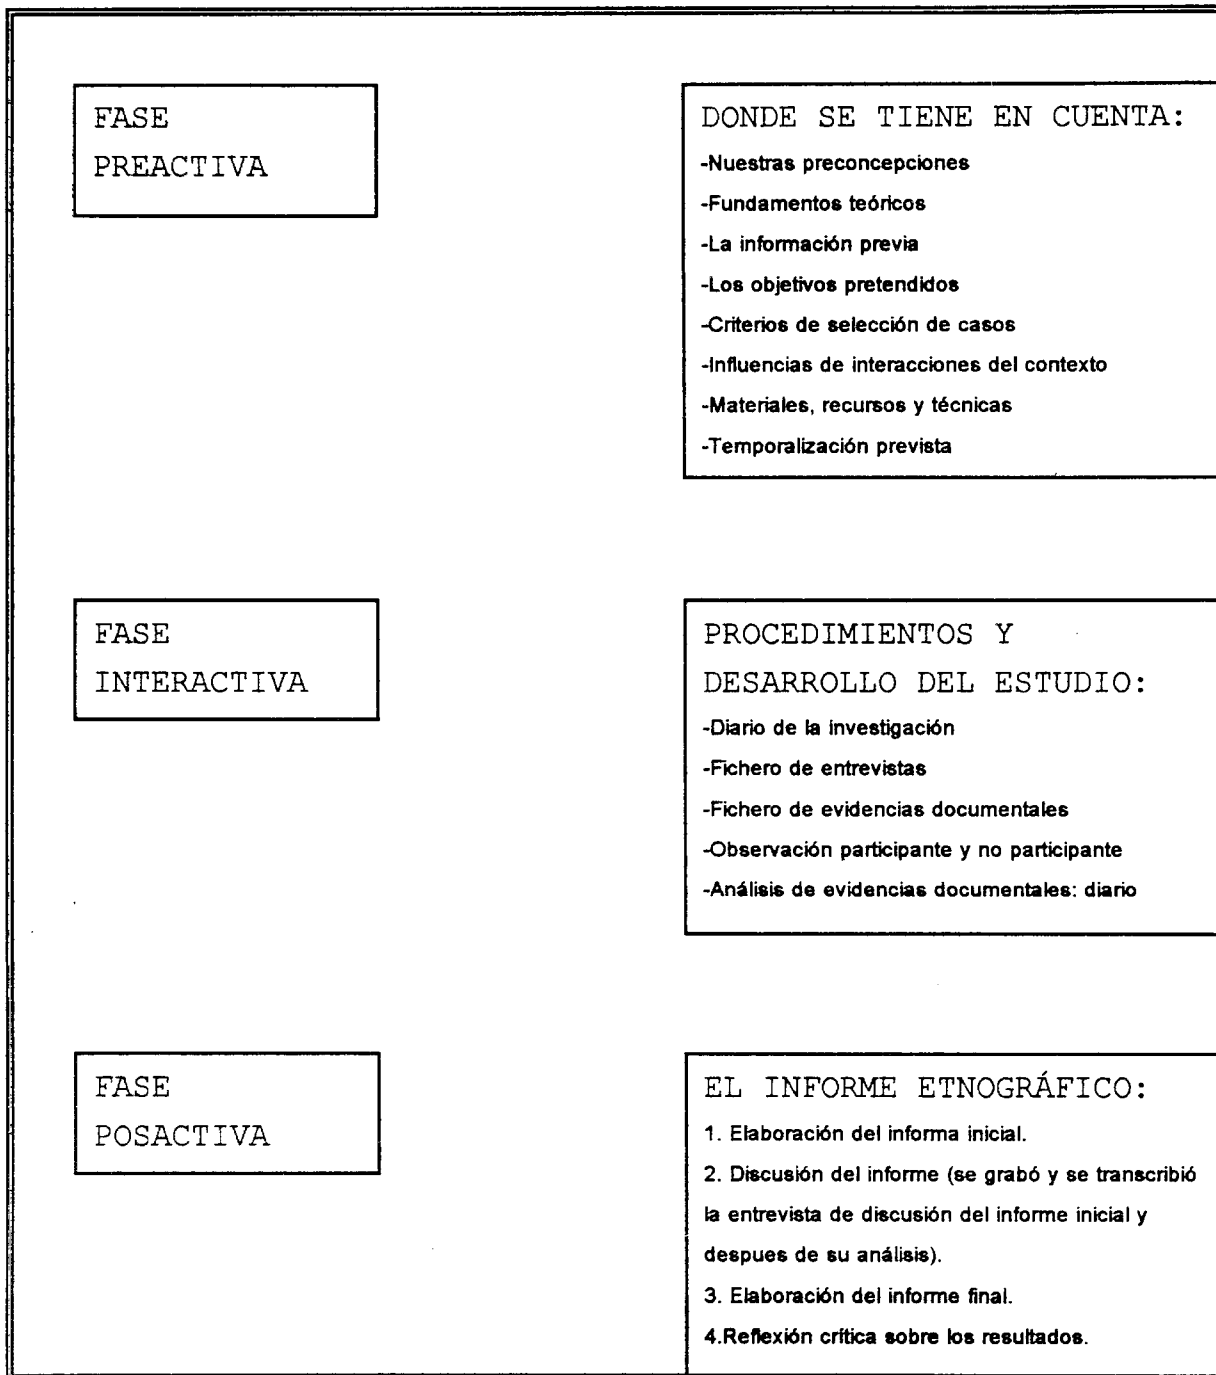 FASE
PREACTIVA
DONDE SE TIENE EN CUENTA:
-Nuestras preconcepciones
-Fundamentos teóricos
-La información previa
-Los objetivos pretendidos
-Criterios de selección de casos
-Influencias de interacciones del contexto
-Materiales, recursos y técnicas
-Temporalización prevista
FASE
INTERACTIVA
PROCEDIMIENTOS Y
DESARROLLO DEL ESTUDIO:
-Diario de la investigación
-Fichero de entrevistas
-Fichero de evidencias documentales
-Observación participante y no participante
-Análisis de evidencias documentales: diario
FASE
POSACTIVA
EL INFORME ETNOGRÁFICO:
1. Elaboración del informa inicial.
2. Discusión del informe (se grabó y se transcribió
la entrevista de discusión del informe inicial y
despues de su análisis).
3. Elaboración del informe final.
4.Reflexión crítica sobre los resultados.